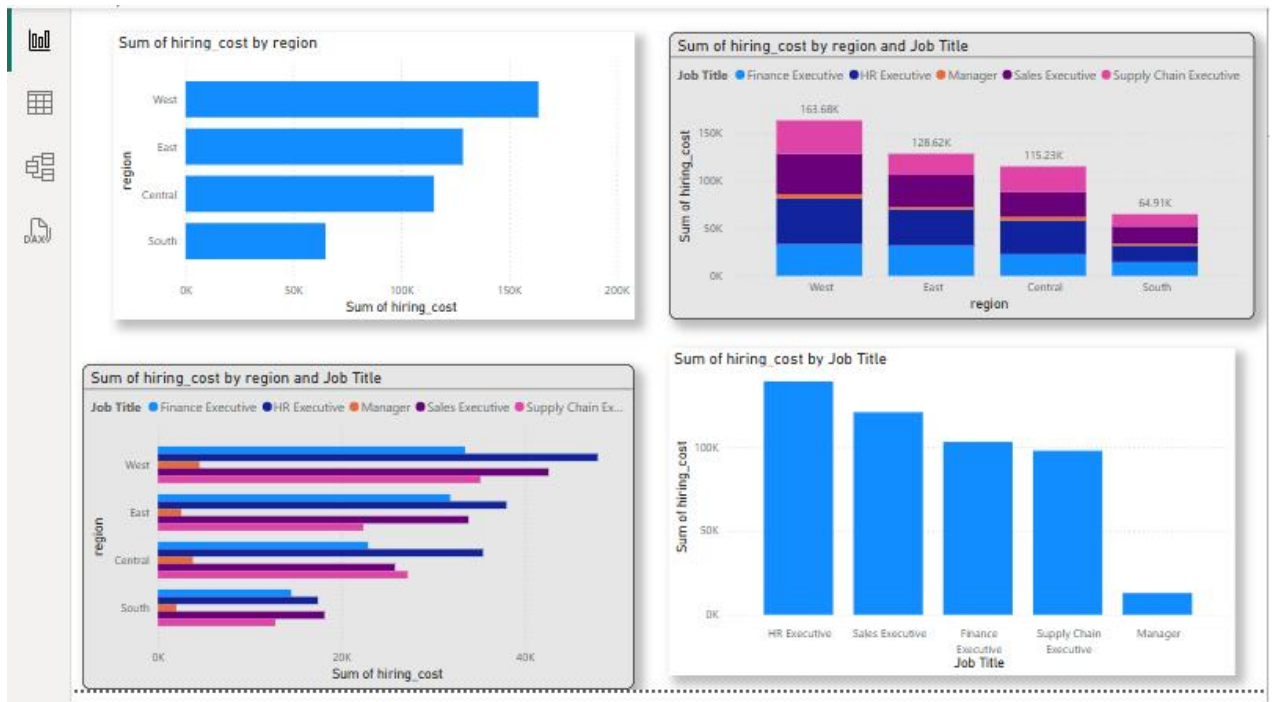 Sum of hiring_cost by region
region
West
East
Central
South
0K 50K 100K 150K 200K
Sum of hiring_cost
Sum of hiring_cost by region and Job Title
Job Title Finance Executive HR Executive Manager Sales Executive Supply Chain Executive
Sum of hiring_cost
150K
100K
50K
0K
163.68K
128.62K
115.23K
64.91K
West East Central South
region
DAX
Sum of hiring_cost by region and Job Title
Job Title Finance Executive HR Executive Manager Sales Executive Supply Chain Ex...
region
West
East
Central
South
0K 20K 40K
Sum of hiring_cost
Sum of hiring_cost by Job Title
Sum of hiring_cost
100K
50K
0K
HR Executive Sales Executive Finance Executive Supply Chain Executive Manager
Job Title